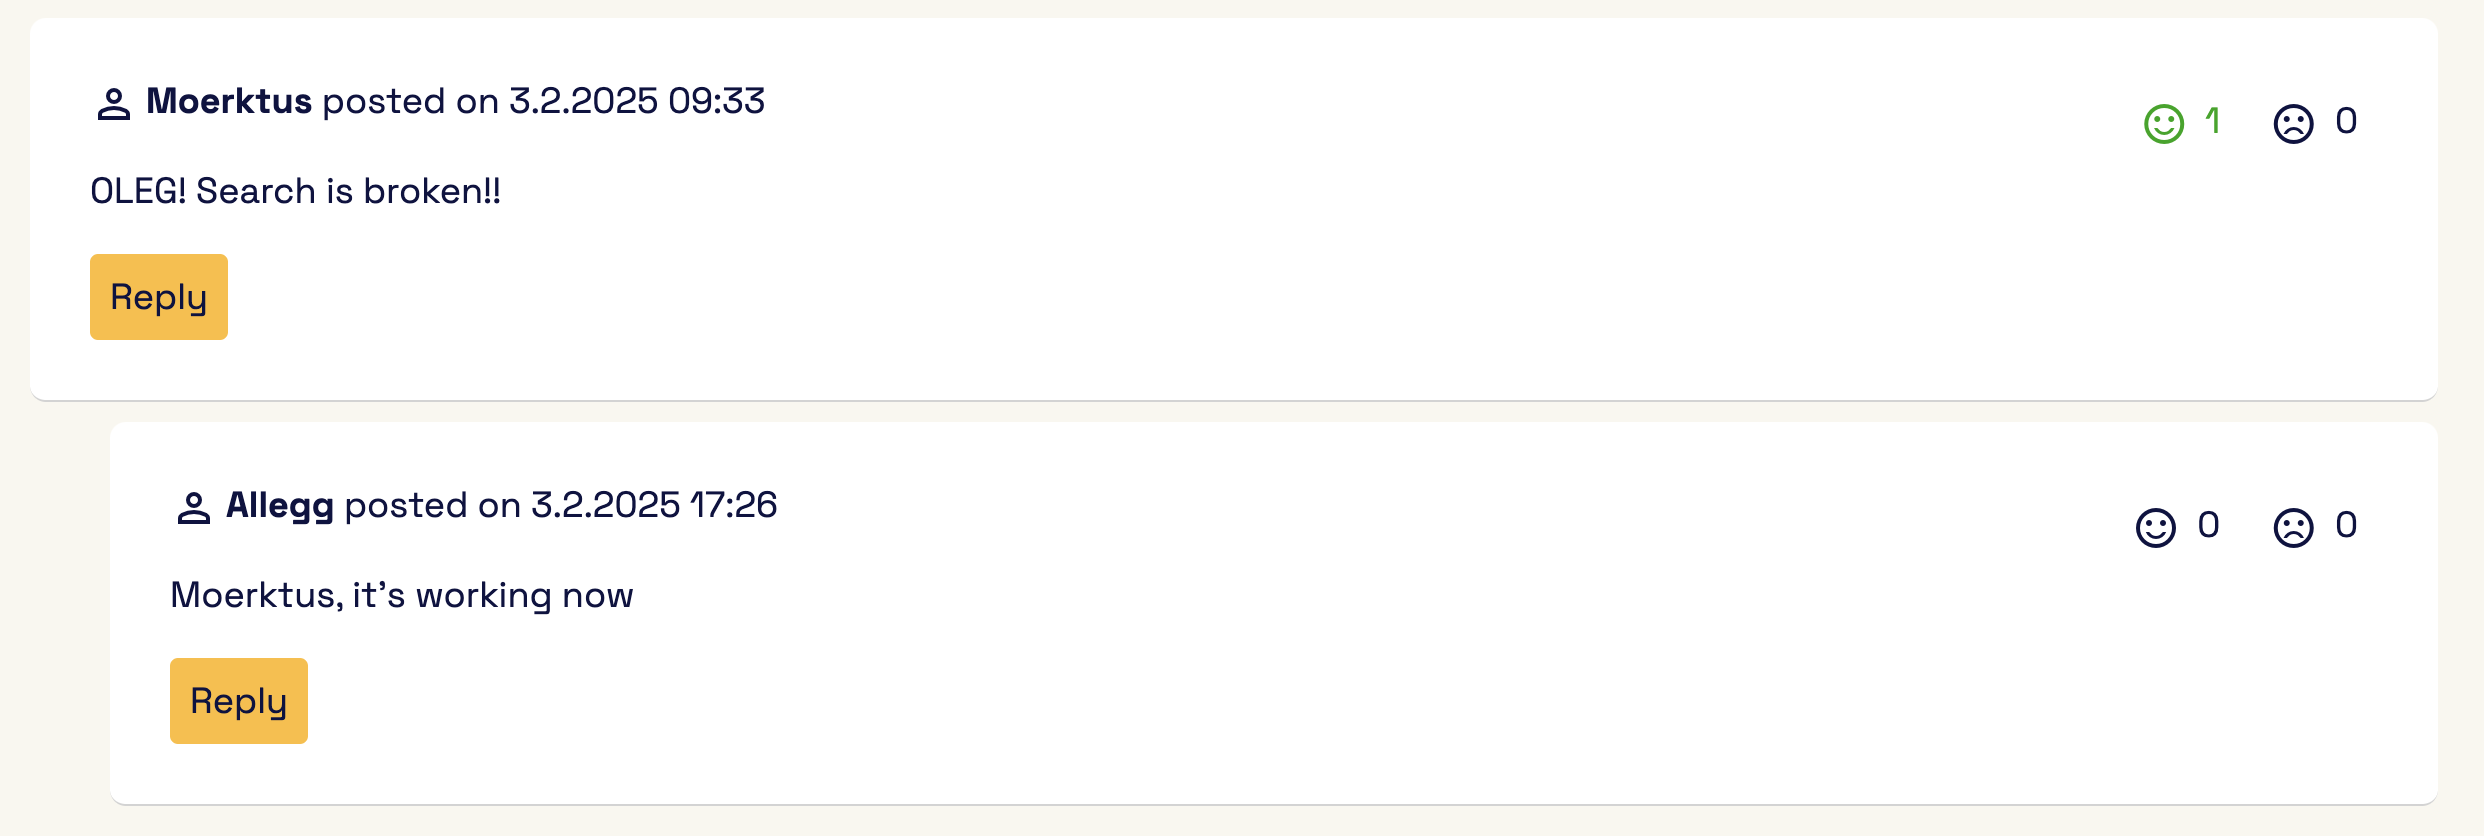 Moerktus posted on 3.2.2025 09:33
1 0
OLEG! Search is broken!!
Reply
Allegg posted on 3.2.2025 17:26
0 0
Moerktus, it's working now
Reply